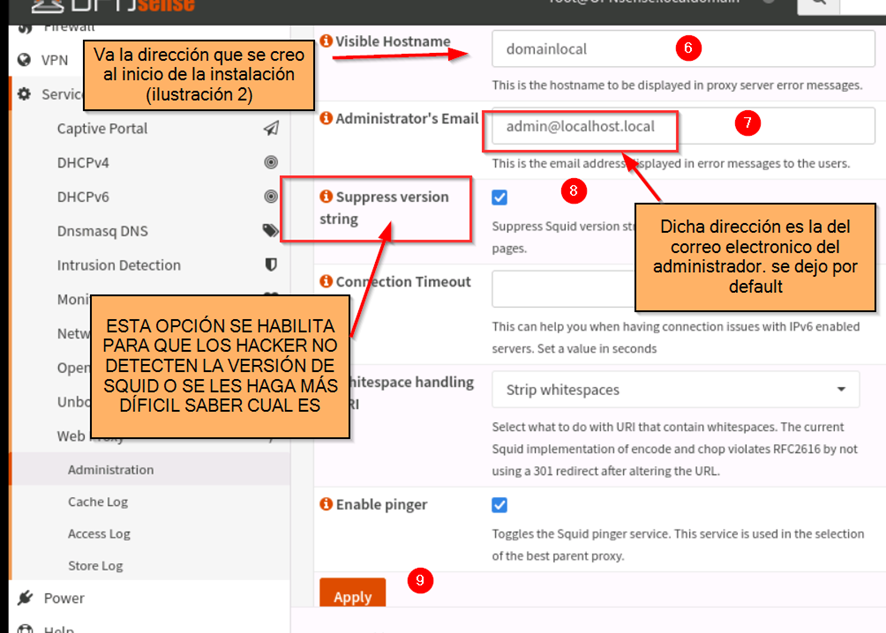 OPNsense
root@OPNsense.localdomain
Firewall
VPN
Va la dirección que se creo
al inicio de la instalación
(ilustración 2)
Captive Portal
DHCPv4
DHCPv6
Dnsmasq DNS
Intrusion Detection
Web Proxy
Administration
Cache Log
Access Log
Store Log
Power
Help
Visible Hostname
domainlocal
6
This is the hostname to be displayed in proxy server error messages.
Administrator's Email
admin@localhost.local
7
This is the email address displayed in error messages to the users.
Suppress version
string
8
Suppress Squid version
pages.
Dicha dirección es la del
correo electronico del
administrador. se dejo por
default
Connection Timeout
This can help you when having connection issues with IPv6 enabled
servers. Set a value in seconds
ESTA OPCIÓN SE HABILITA
PARA QUE LOS HACKER NO
DETECTEN LA VERSIÓN DE
SQUID O SE LES HAGA MÁS
DÍFICIL SABER CUAL ES
Whitespace handling
Strip whitespaces
Select what to do with URI that contain whitespaces. The current
Squid implementation of encode and chop violates RFC2616 by not
using a 301 redirect after altering the URL.
Enable pinger
Toggles the Squid pinger service. This service is used in the selection
of the best parent proxy.
Apply
9